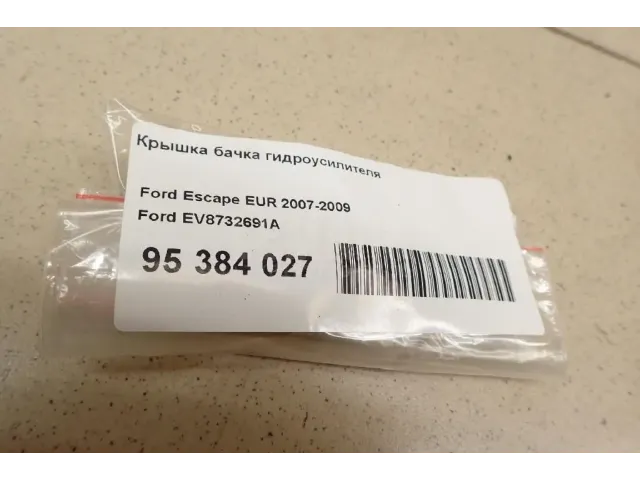 Крышка бачка гидроусилителя
Ford Escape EUR 2007-2009
Ford EV8732691A
95 384 027